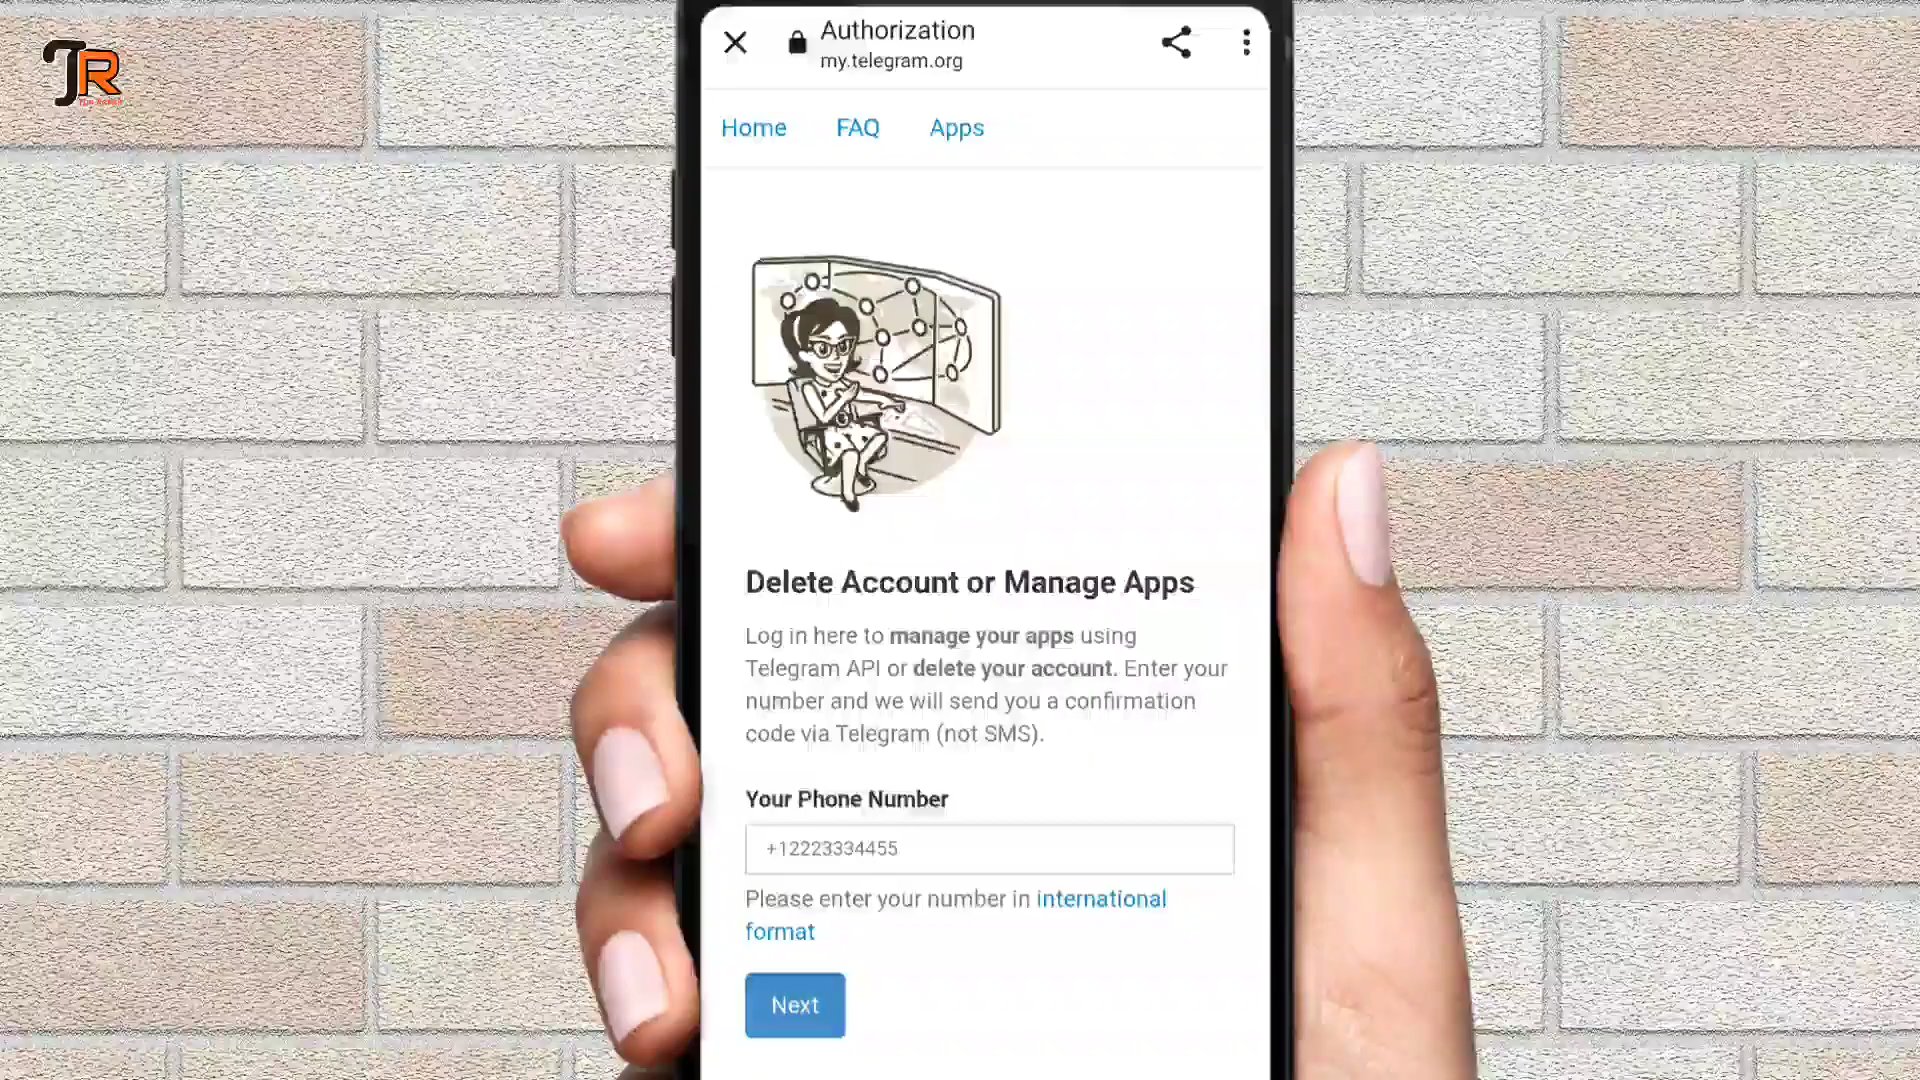 JR
Authorization
my.telegram.org
Home FAQ Apps
Delete Account or Manage Apps
Log in here to manage your apps using
Telegram API or delete your account. Enter your
number and we will send you a confirmation
code via Telegram (not SMS).
Your Phone Number
+12223334455
Please enter your number in international
format
Next